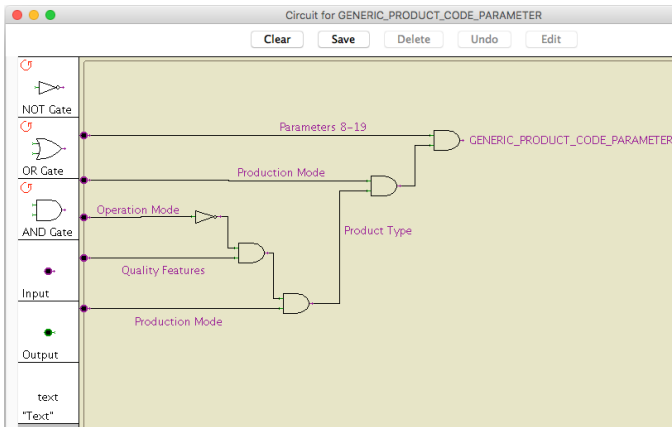 Circuit for GENERIC_PRODUCT_CODE_PARAMETER
Clear Save Delete Undo Edit
NOT Gate
OR Gate
AND Gate
Input
Output
text
"Text"
Parameters 8-19
GENERIC_PRODUCT_CODE_PARAMETER
Production Mode
Operation Mode
Product Type
Quality Features
Production Mode